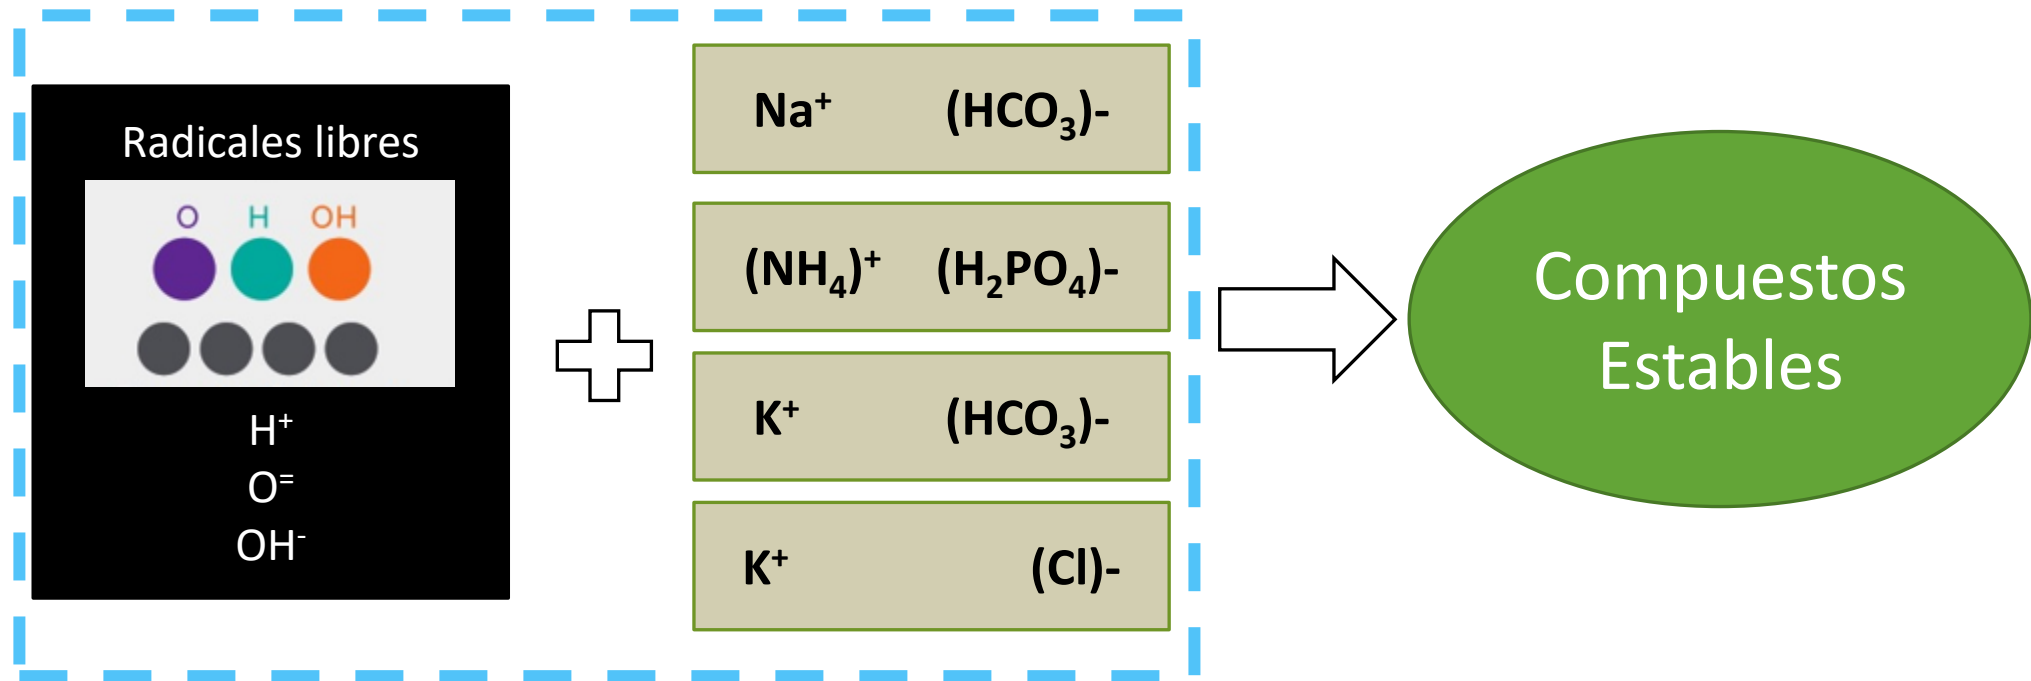 Radicales libres
O H OH
H⁺
O⁼
OH⁻
Na⁺ (HCO₃)-
(NH₄)⁺ (H₂PO₄)-
K⁺ (HCO₃)-
K⁺ (Cl)-
Compuestos
Estables